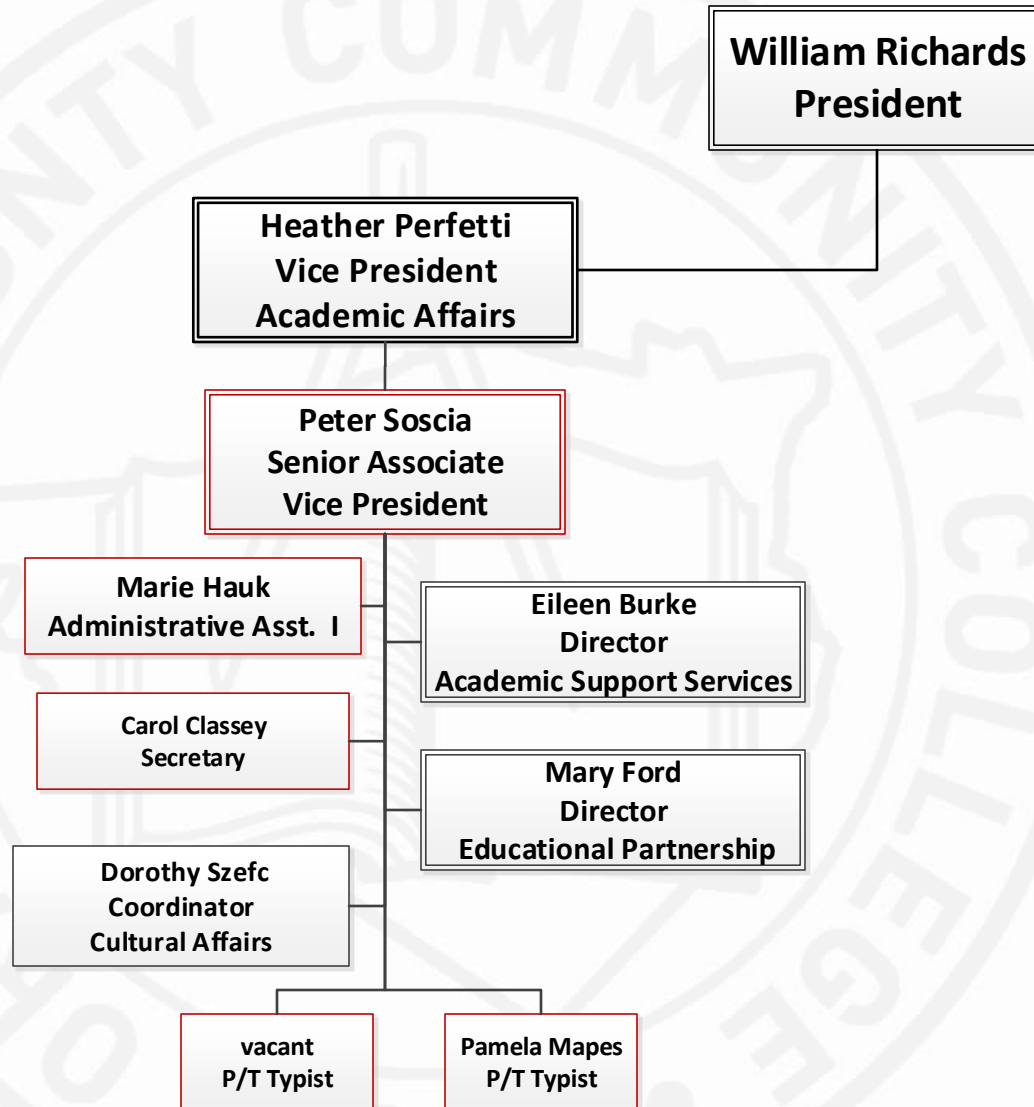 William Richards
President
Heather Perfetti
Vice President
Academic Affairs
Peter Soscia
Senior Associate
Vice President
Marie Hauk
Administrative Asst.  I
Eileen Burke
Director
Academic Support Services
Carol Classey
Secretary
Mary Ford
Director
Educational Partnership
Dorothy Szefc
Coordinator
Cultural Affairs
vacant
P/T Typist
Pamela Mapes
P/T Typist
COMMUNITY COLLEGE